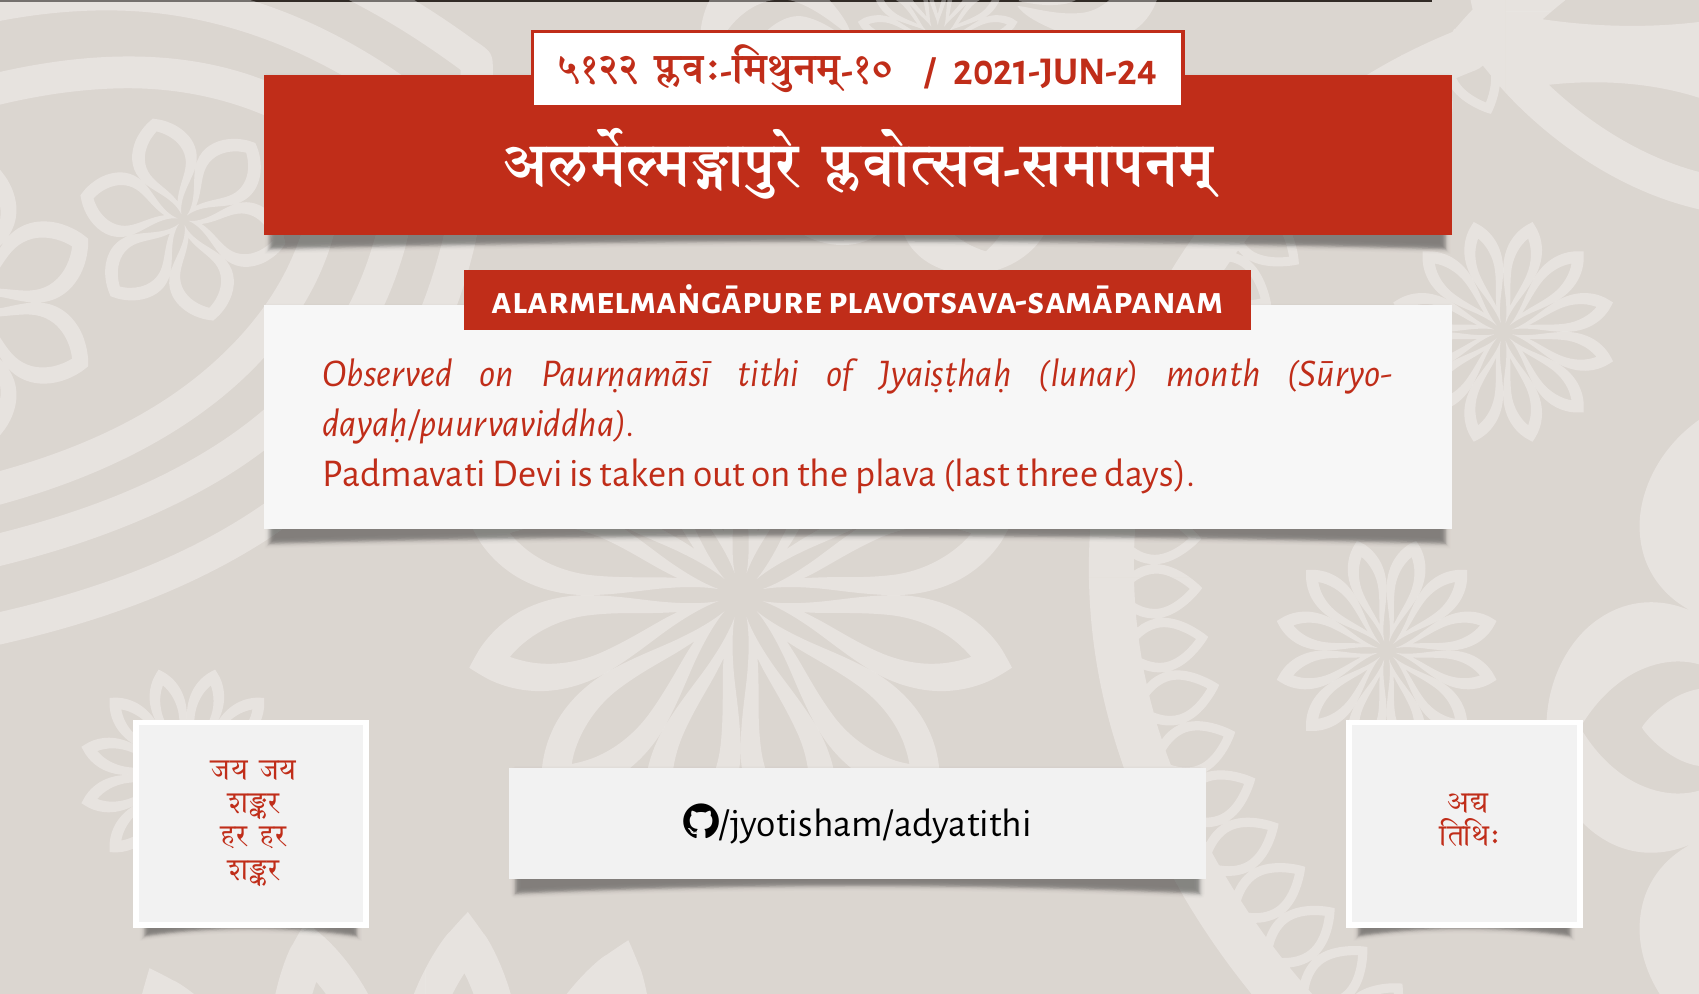 ५१२२ प्लवः-मिथुनम्-१० / 2021-JUN-24
अलर्मेल्मङ्गापुरे प्लवोत्सव-समापनम्
ALARMELMAṄGĀPURE PLAVOTSAVA-SAMĀPANAM
Observed on Paurṇamāsī tithi of Jyaiṣṭhaḥ (lunar) month (Sūryo-
dayaḥ/puurvaviddha).
Padmavati Devi is taken out on the plava (last three days).
जय जय
शङ्कर
हर हर
शङ्कर
/jyotisham/adyatithi
अद्य
तिथिः